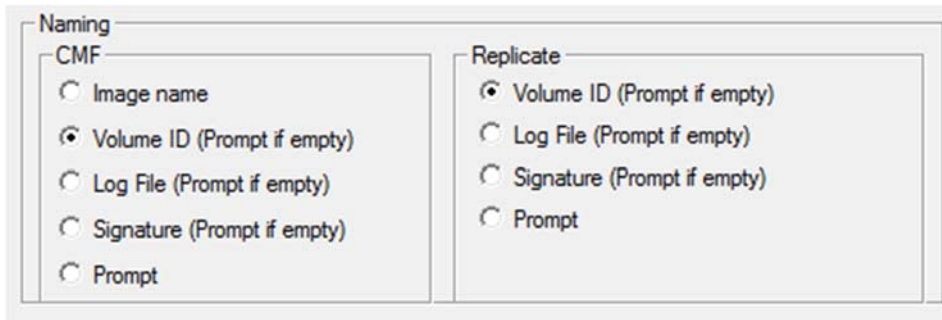 Naming
CMF
Image name
Volume ID (Prompt if empty)
Log File (Prompt if empty)
Signature (Prompt if empty)
Prompt
Replicate
Volume ID (Prompt if empty)
Log File (Prompt if empty)
Signature (Prompt if empty)
Prompt